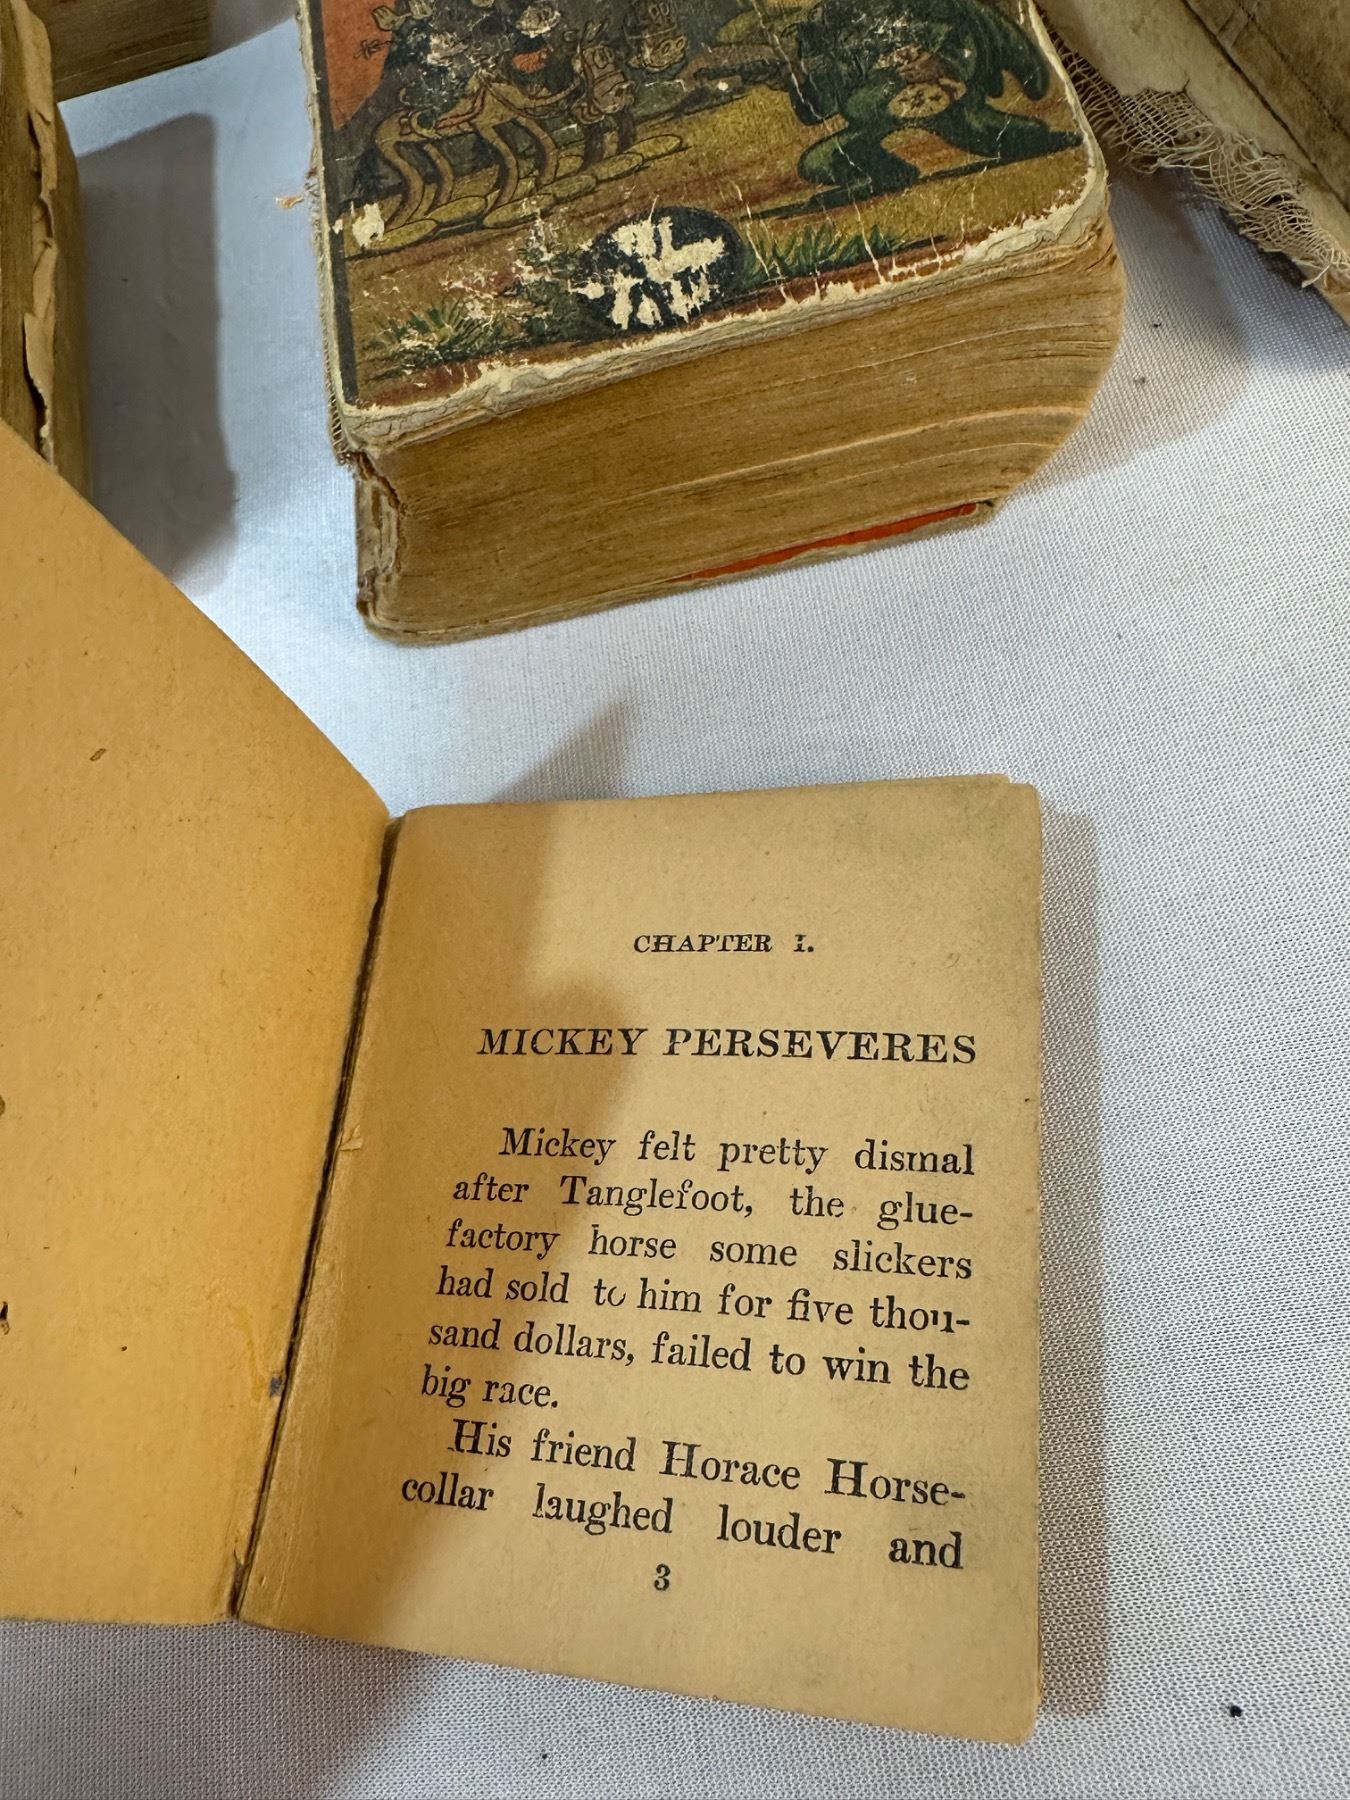 CHAPTER I.
MICKEY PERSEVERES
Mickey felt pretty dismal
after Tanglefoot, the glue-
factory horse some slickers
had sold to him for five thou-
sand dollars, failed to win the
big race.
His friend Horace Horse-
collar laughed louder and
3